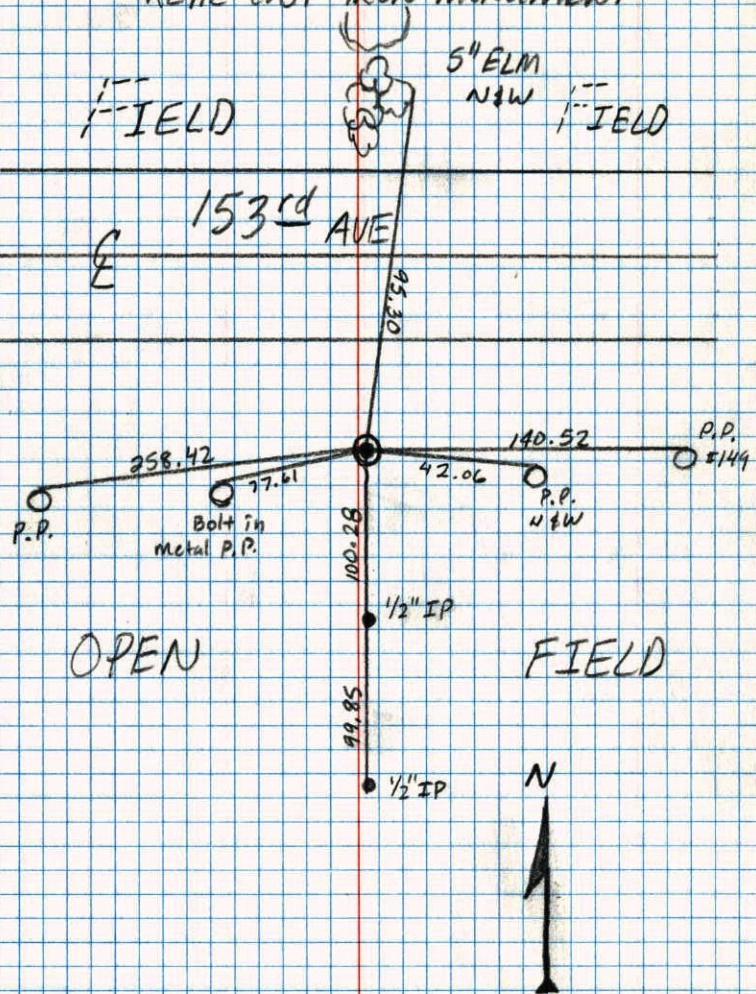 5" ELM
N&W
FIELD
FIELD
153rd AVE
℄
95.30
258.42
77.61
42.06
140.52
P.P.
#149
P.P.
Bolt in
metal P.P.
P.P.
N&W
100.28
1/2" IP
OPEN
FIELD
99.85
1/2" IP
N